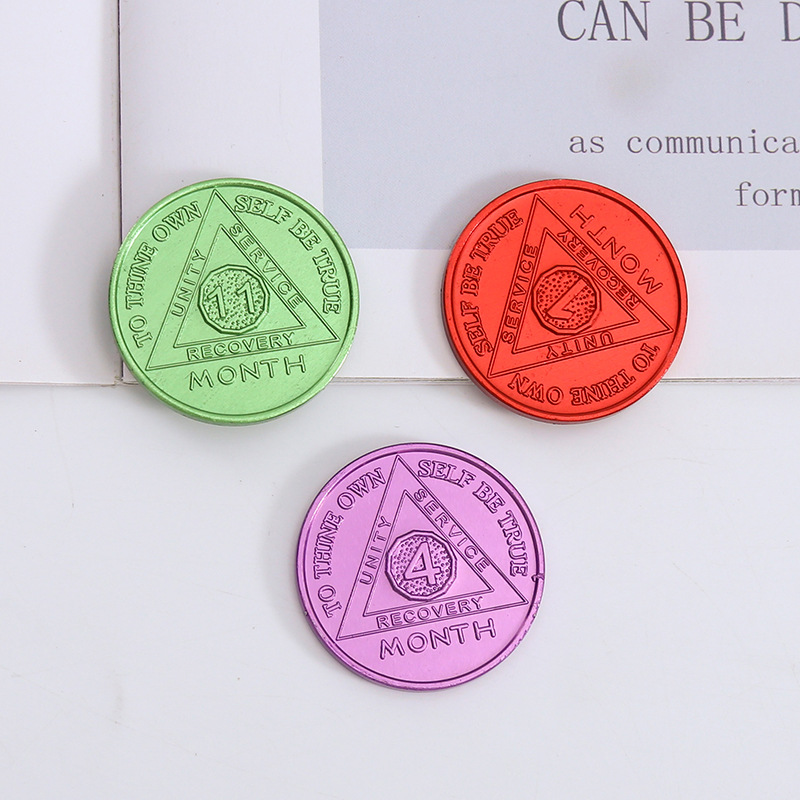 CAN BE D
as communica
form
TO THINE OWN SELF BE TRUE
UNITY
SERVICE
RECOVERY
11
MONTH
TO THINE OWN SELF BE TRUE
UNITY
SERVICE
RECOVERY
1
MONTH
TO THINE OWN SELF BE TRUE
UNITY
SERVICE
RECOVERY
4
MONTH